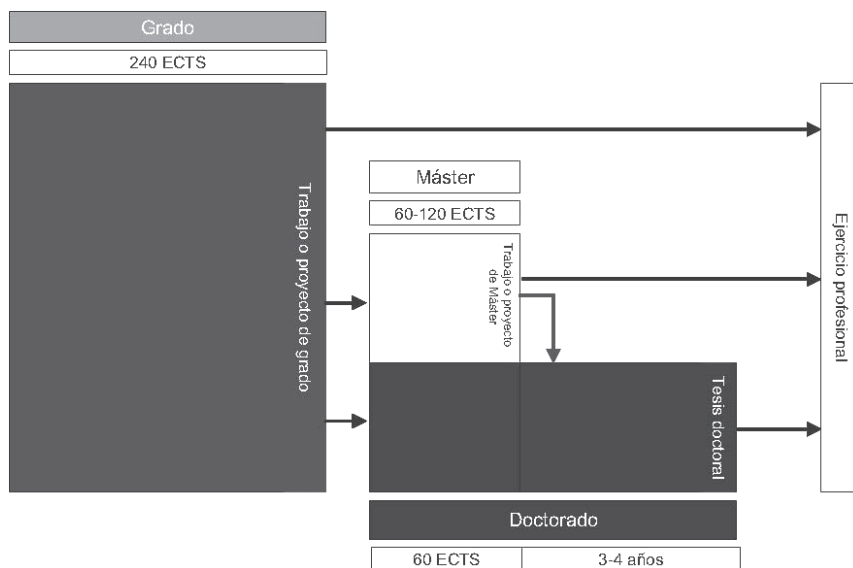 Grado
240 ECTS
Trabajo o proyecto de grado
Máster
60-120 ECTS
Trabajo o proyecto
de Máster
Tesis doctoral
Doctorado
60 ECTS
3-4 años
Ejercicio profesional